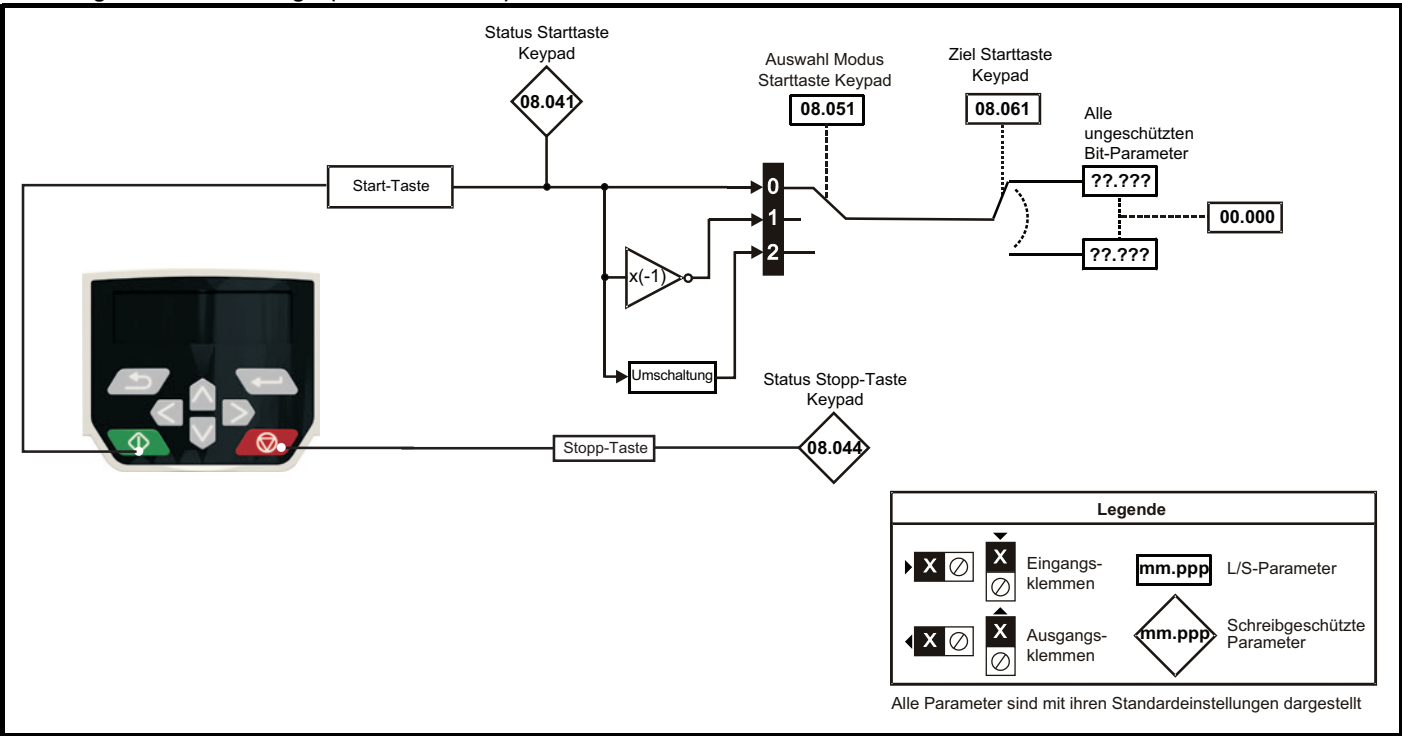 Status Starttaste
Keypad
08.041
Auswahl Modus
Starttaste Keypad
08.051
Ziel Starttaste
Keypad
08.061
Alle
ungeschützten
Bit-Parameter
??.???
00.000
??.???
Start-Taste
0
1
2
x(-1)
Umschaltung
Status Stopp-Taste
Keypad
08.044
Stopp-Taste
Legende
X
X
Eingangs-
klemmen
mm.ppp
L/S-Parameter
X
X
Ausgangs-
klemmen
mm.ppp
Schreibgeschützte
Parameter
Alle Parameter sind mit ihren Standardeinstellungen dargestellt